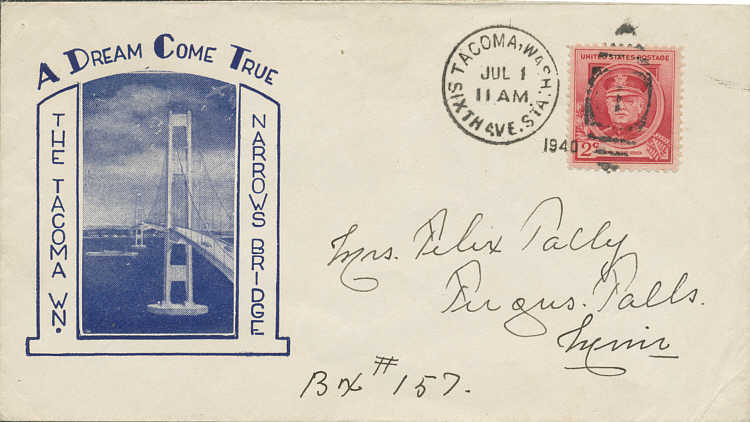 A DREAM COME TRUE
THE TACOMA WN.
NARROWS BRIDGE
TACOMA, WASH.
JUL 1
11 AM
SIXTH AVE. STA.
1940
UNITED STATES POSTAGE
2¢
Mrs. Felix Tally
Fergus. Falls.
Minn
Box #157.